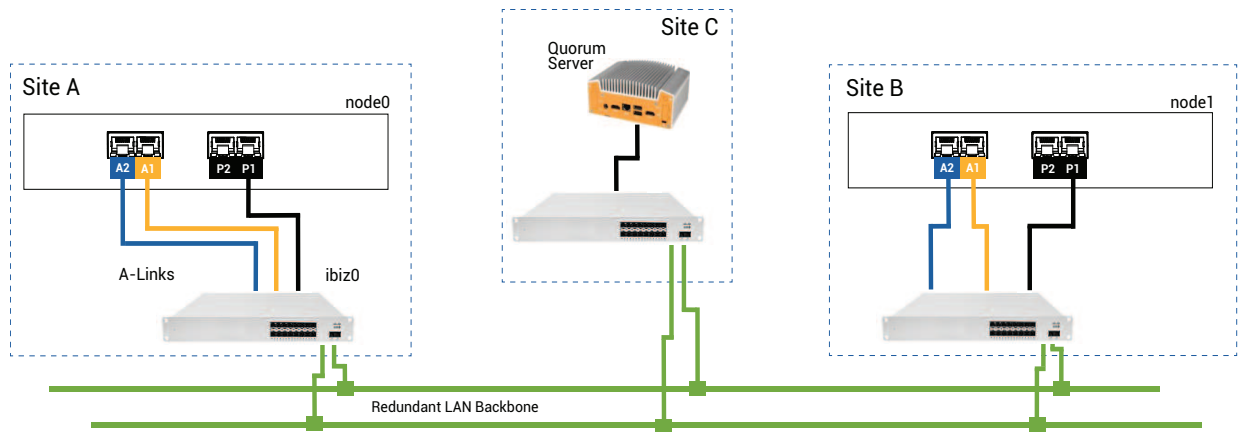 Site C
Quorum
Server
Site A
node0
A2 A1 P2 P1
A-Links
ibiz0
Site B
node1
A2 A1 P2 P1
Redundant LAN Backbone